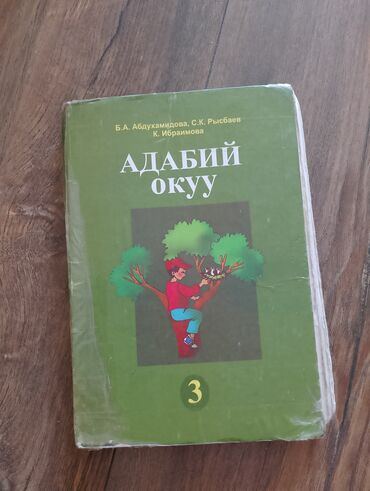 Б.А. Абдухамидова, С.К. Рысбаев
К. Ибраимова
АДАБИЙ
ОКУУ
3